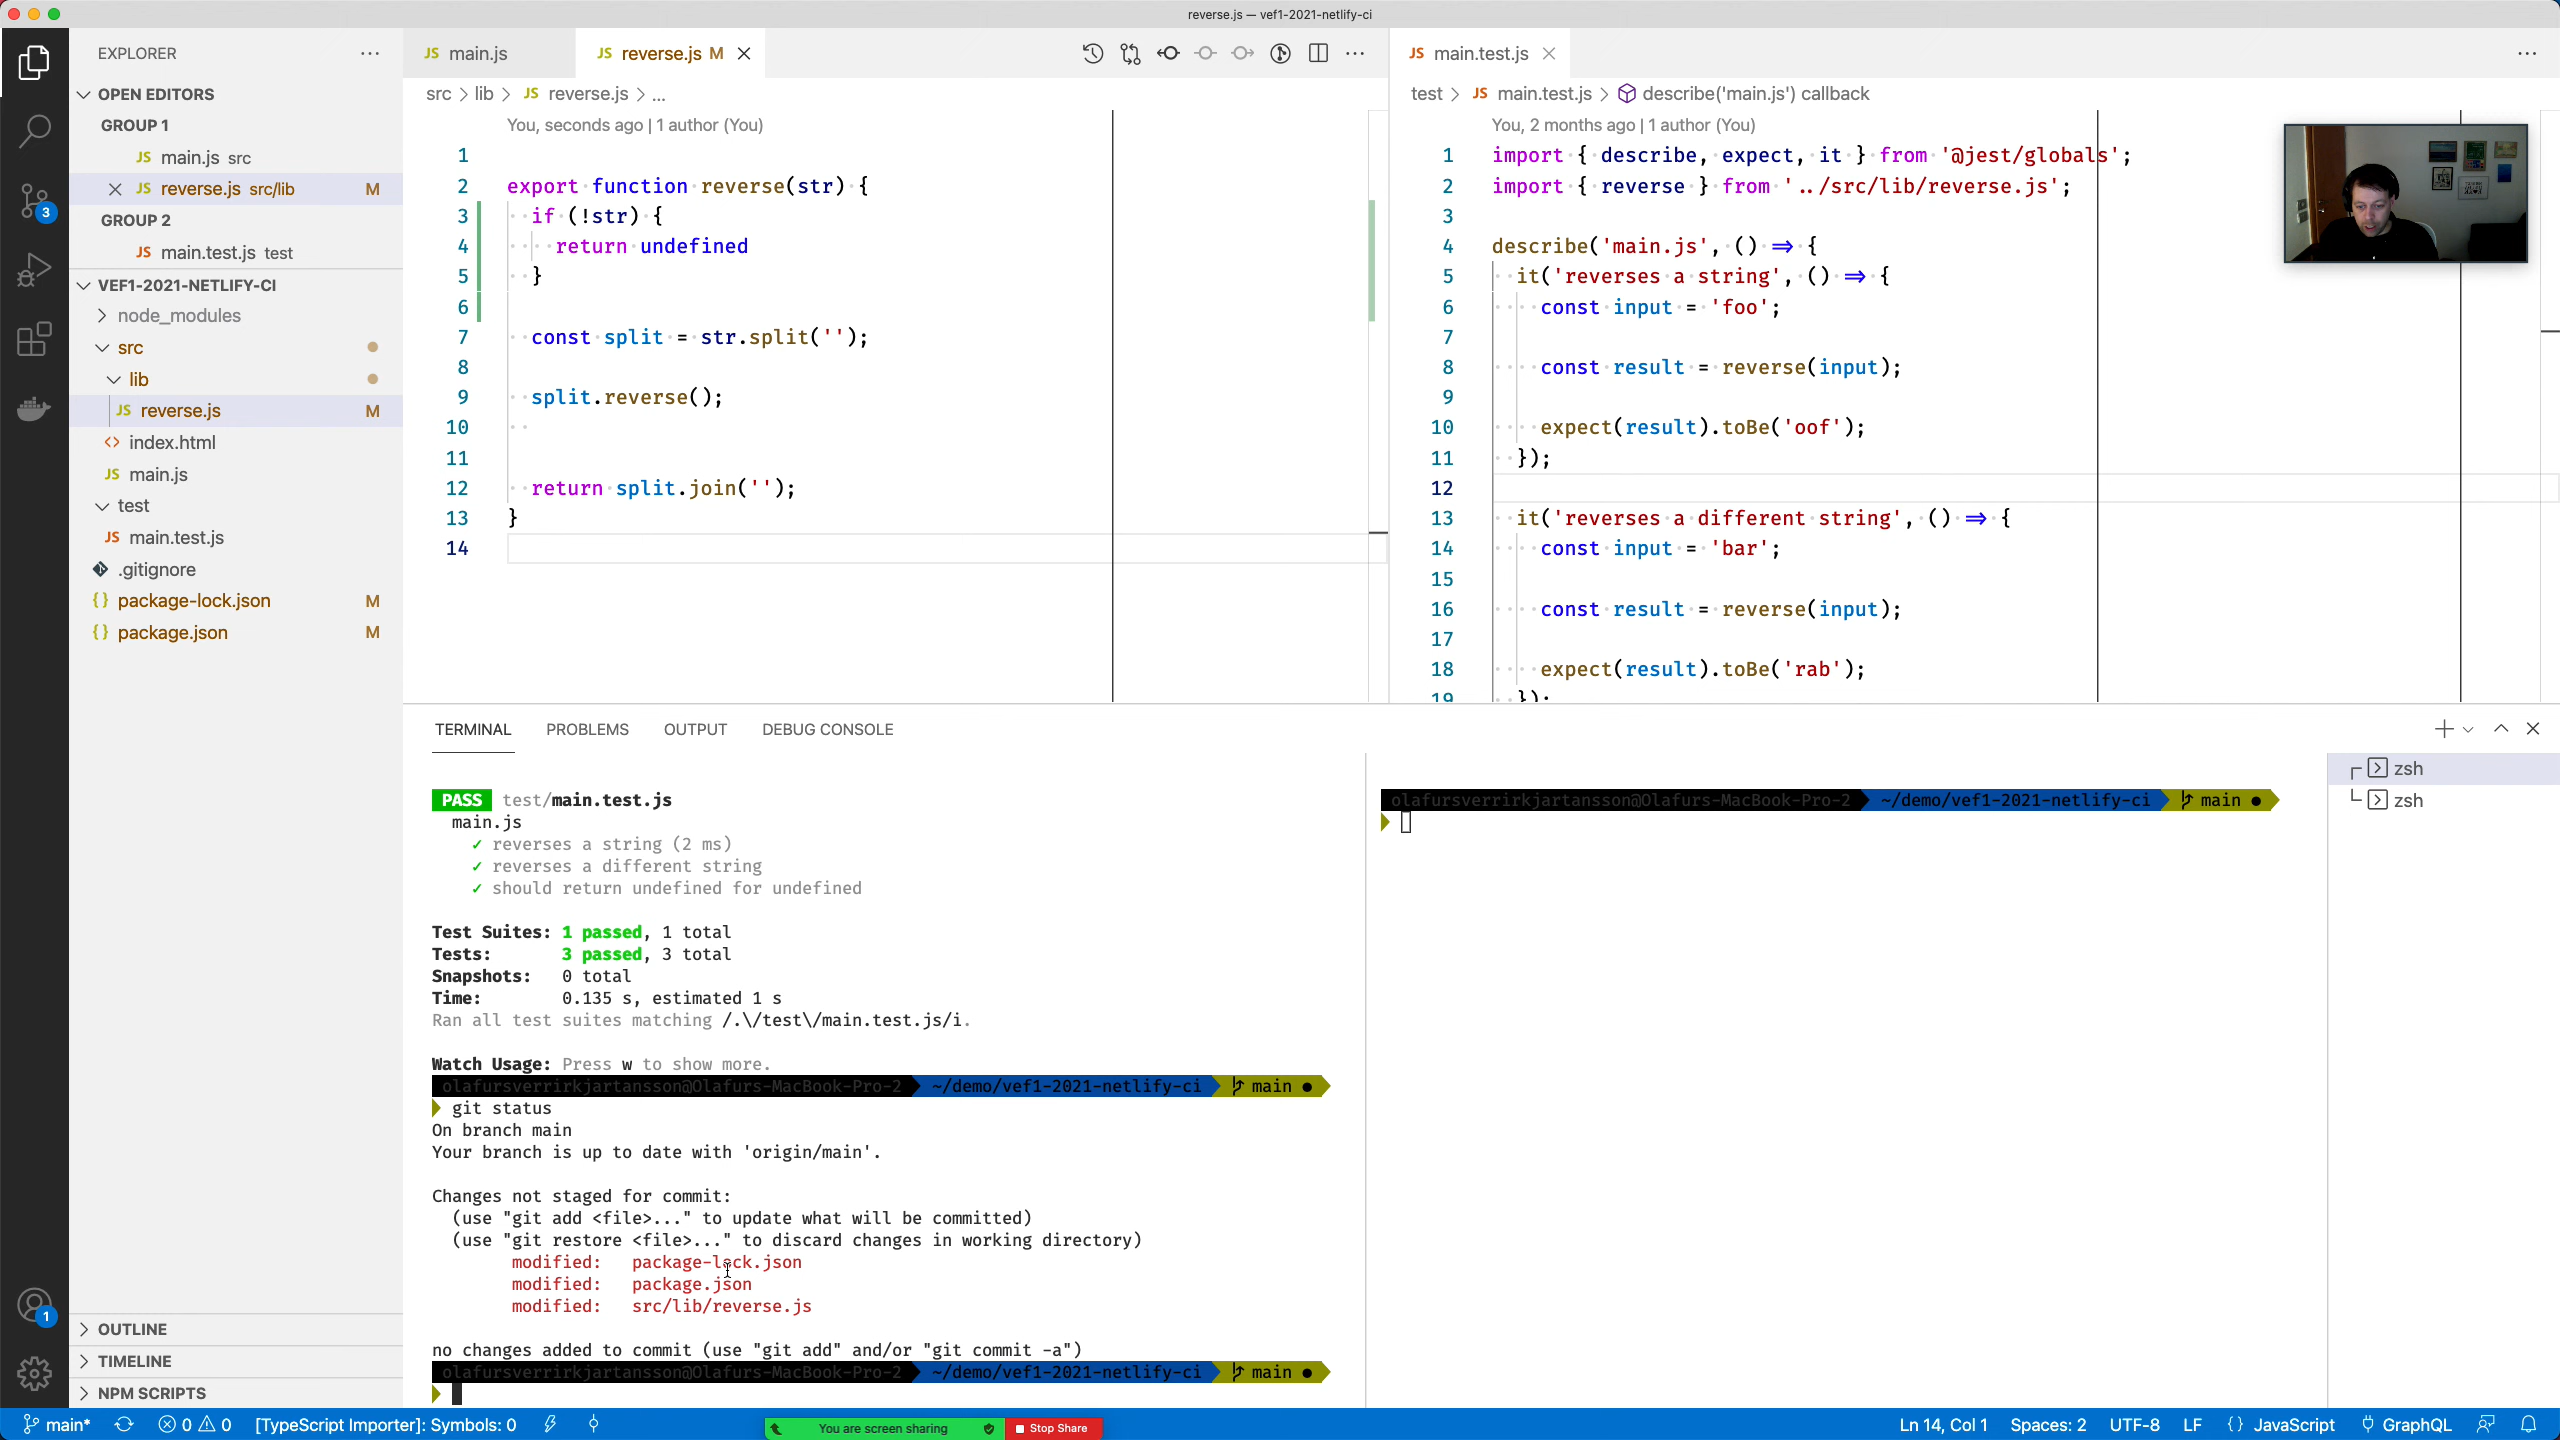 reverse.js — vef1-2021-netlify-ci
EXPLORER
OPEN EDITORS
GROUP 1
JS main.js src
JS reverse.js src/lib M
GROUP 2
JS main.test.js test
VEF1-2021-NETLIFY-CI
node_modules
src
lib
JS reverse.js M
<> index.html
JS main.js
test
JS main.test.js
.gitignore
{} package-lock.json M
{} package.json M
OUTLINE
TIMELINE
NPM SCRIPTS
3
1
JS main.js
JS reverse.js M
src > lib > JS reverse.js > ...
You, seconds ago | 1 author (You)
1
2 export function reverse(str) {
3 if (!str) {
4 return undefined
5 }
6
7 const split = str.split('');
8
9 split.reverse();
10
11
12 return split.join('');
13 }
14
JS main.test.js
test > JS main.test.js > describe('main.js') callback
You, 2 months ago | 1 author (You)
1 import { describe, expect, it } from '@jest/globals';
2 import { reverse } from '../src/lib/reverse.js';
3
4 describe('main.js', () => {
5 it('reverses a string', () => {
6 const input = 'foo';
7
8 const result = reverse(input);
9
10 expect(result).toBe('oof');
11 });
12
13 it('reverses a different string', () => {
14 const input = 'bar';
15
16 const result = reverse(input);
17
18 expect(result).toBe('rab');
19 });
TERMINAL PROBLEMS OUTPUT DEBUG CONSOLE
PASS test/main.test.js
main.js
✓ reverses a string (2 ms)
✓ reverses a different string
✓ should return undefined for undefined
Test Suites: 1 passed, 1 total
Tests: 3 passed, 3 total
Snapshots: 0 total
Time: 0.135 s, estimated 1 s
Ran all test suites matching /.\/test\/main.test.js/i.
Watch Usage: Press w to show more.
olafursverrirkjartansson@Olafurs-MacBook-Pro-2 ~/demo/vef1-2021-netlify-ci main ●
git status
On branch main
Your branch is up to date with 'origin/main'.
Changes not staged for commit:
(use "git add <file>..." to update what will be committed)
(use "git restore <file>..." to discard changes in working directory)
modified: package-lock.json
modified: package.json
modified: src/lib/reverse.js
no changes added to commit (use "git add" and/or "git commit -a")
olafursverrirkjartansson@Olafurs-MacBook-Pro-2 ~/demo/vef1-2021-netlify-ci main ●
olafursverrirkjartansson@Olafurs-MacBook-Pro-2 ~/demo/vef1-2021-netlify-ci main ●
zsh
zsh
main* 0 0 [TypeScript Importer]: Symbols: 0
You are screen sharing Stop Share
Ln 14, Col 1 Spaces: 2 UTF-8 LF {} JavaScript GraphQL